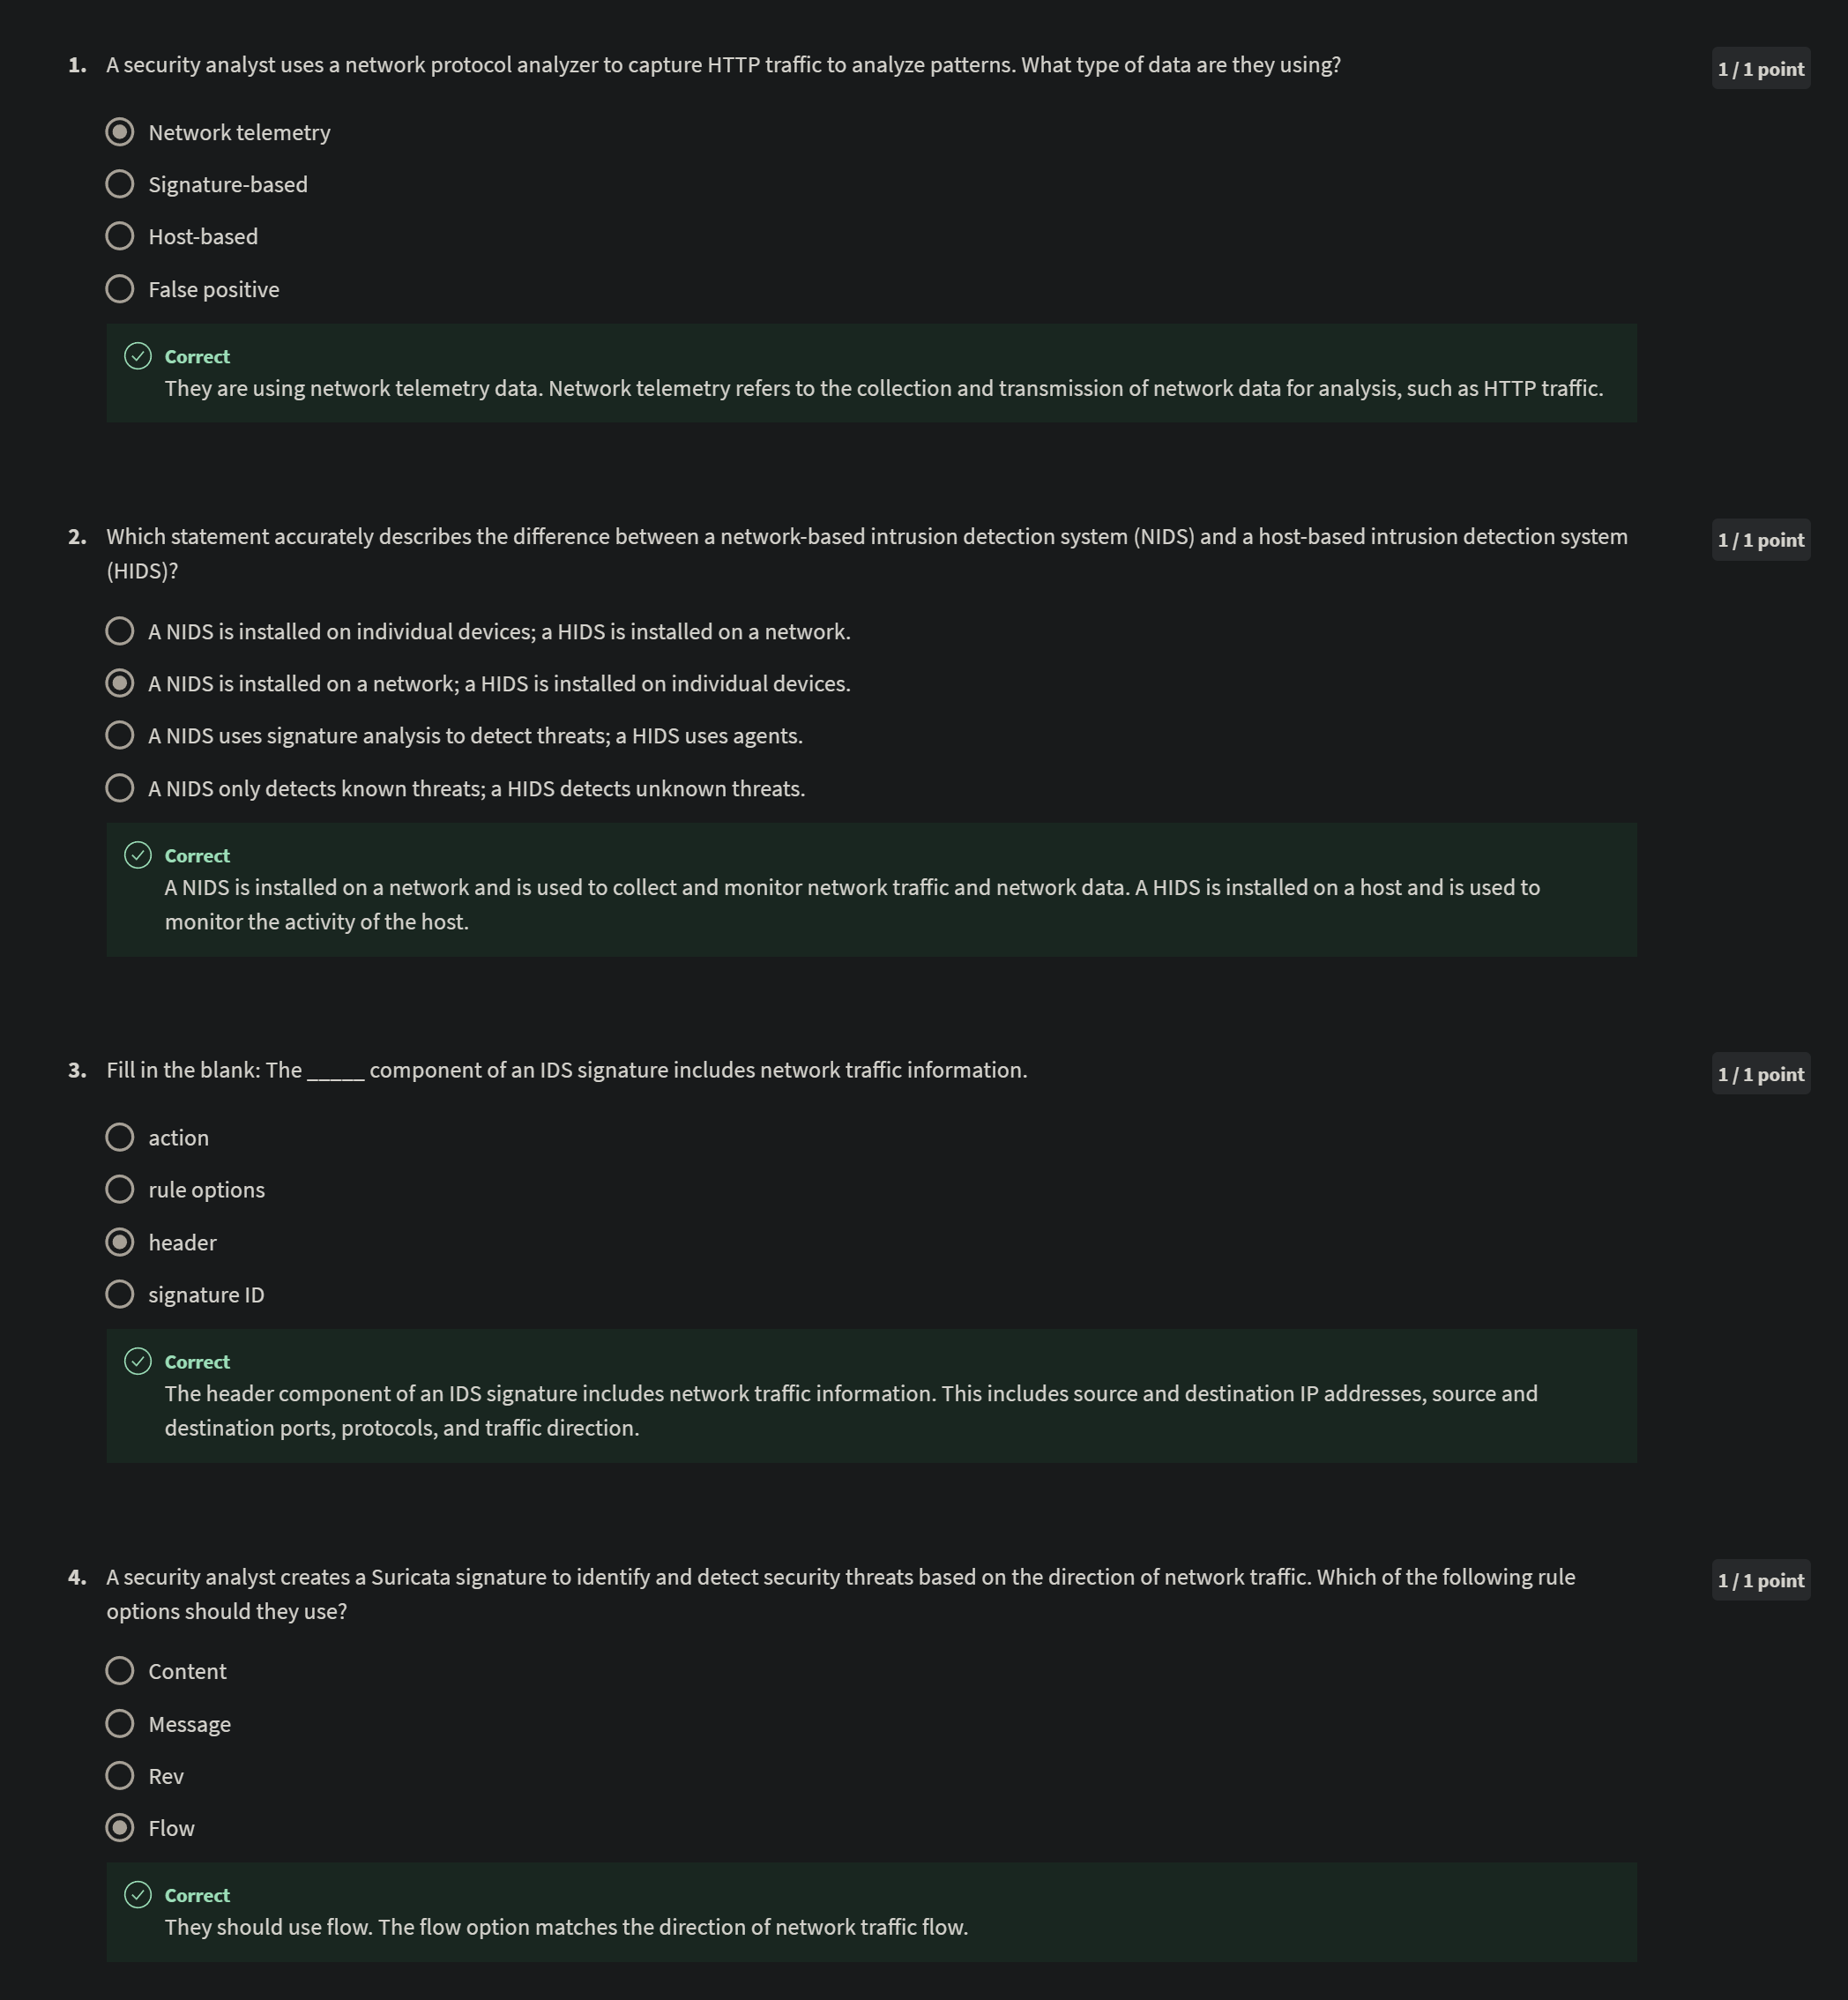 1. A security analyst uses a network protocol analyzer to capture HTTP traffic to analyze patterns. What type of data are they using?
1 / 1 point
Network telemetry
Signature-based
Host-based
False positive
Correct
They are using network telemetry data. Network telemetry refers to the collection and transmission of network data for analysis, such as HTTP traffic.
2. Which statement accurately describes the difference between a network-based intrusion detection system (NIDS) and a host-based intrusion detection system
(HIDS)?
1 / 1 point
A NIDS is installed on individual devices; a HIDS is installed on a network.
A NIDS is installed on a network; a HIDS is installed on individual devices.
A NIDS uses signature analysis to detect threats; a HIDS uses agents.
A NIDS only detects known threats; a HIDS detects unknown threats.
Correct
A NIDS is installed on a network and is used to collect and monitor network traffic and network data. A HIDS is installed on a host and is used to
monitor the activity of the host.
3. Fill in the blank: The _____ component of an IDS signature includes network traffic information.
1 / 1 point
action
rule options
header
signature ID
Correct
The header component of an IDS signature includes network traffic information. This includes source and destination IP addresses, source and
destination ports, protocols, and traffic direction.
4. A security analyst creates a Suricata signature to identify and detect security threats based on the direction of network traffic. Which of the following rule
options should they use?
1 / 1 point
Content
Message
Rev
Flow
Correct
They should use flow. The flow option matches the direction of network traffic flow.